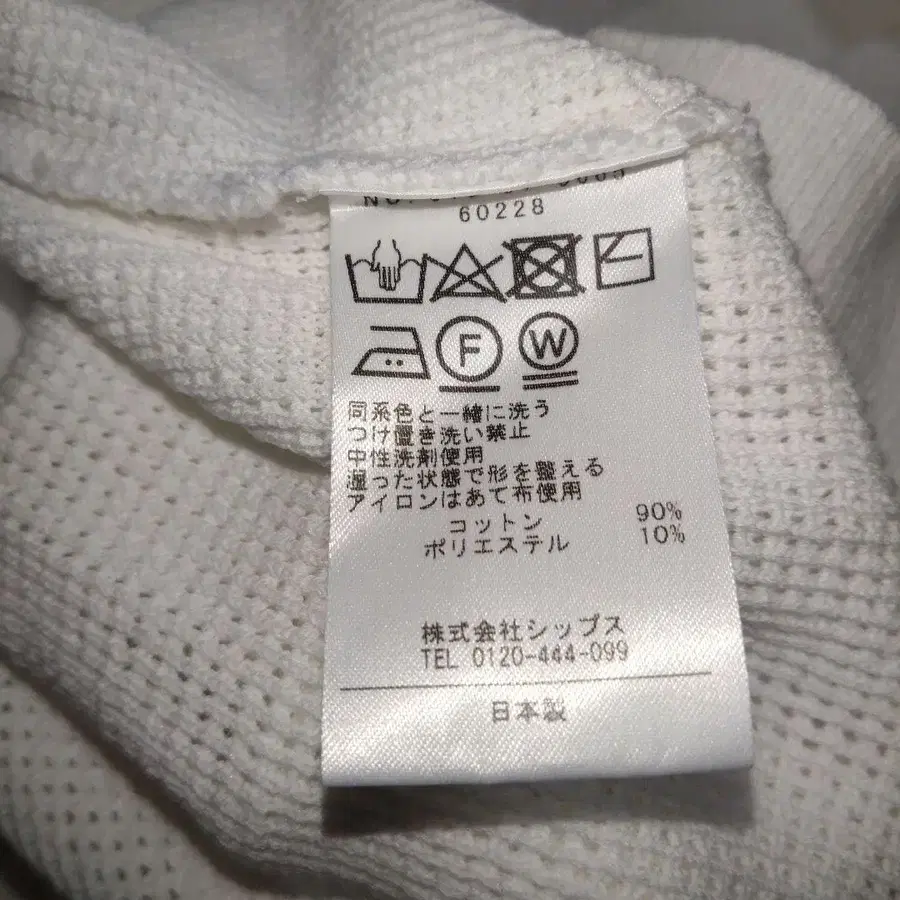 60228
F W
同系色と一緒に洗う
つけ置き洗い禁止
中性洗剤使用
湿った状態で形を整える
アイロンはあて布使用
コットン 90%
ポリエステル 10%
株式会社シップス
TEL 0120-444-099
日本製